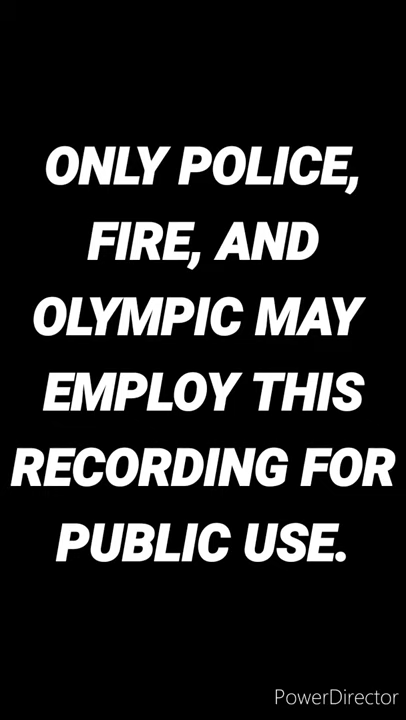 ONLY POLICE,
FIRE, AND
OLYMPIC MAY
EMPLOY THIS
RECORDING FOR
PUBLIC USE.
PowerDirector